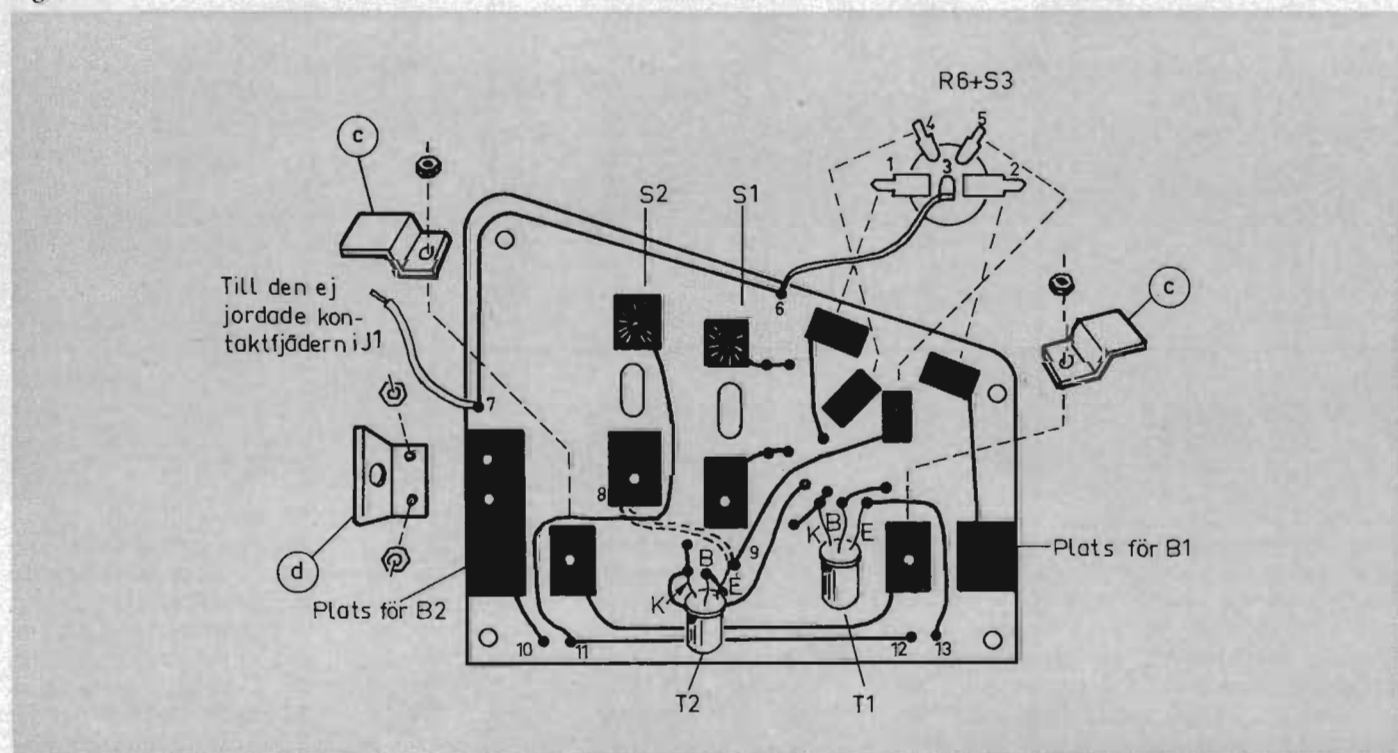 R6+S3
4
5
1
3
2
c
S2
S1
c
Till den ej
jordade kon-
taktfjädern i J1
6
7
8
d
9
B
K
E
B
K
E
Plats för B1
Plats för B2
10
11
12
13
T2
T1